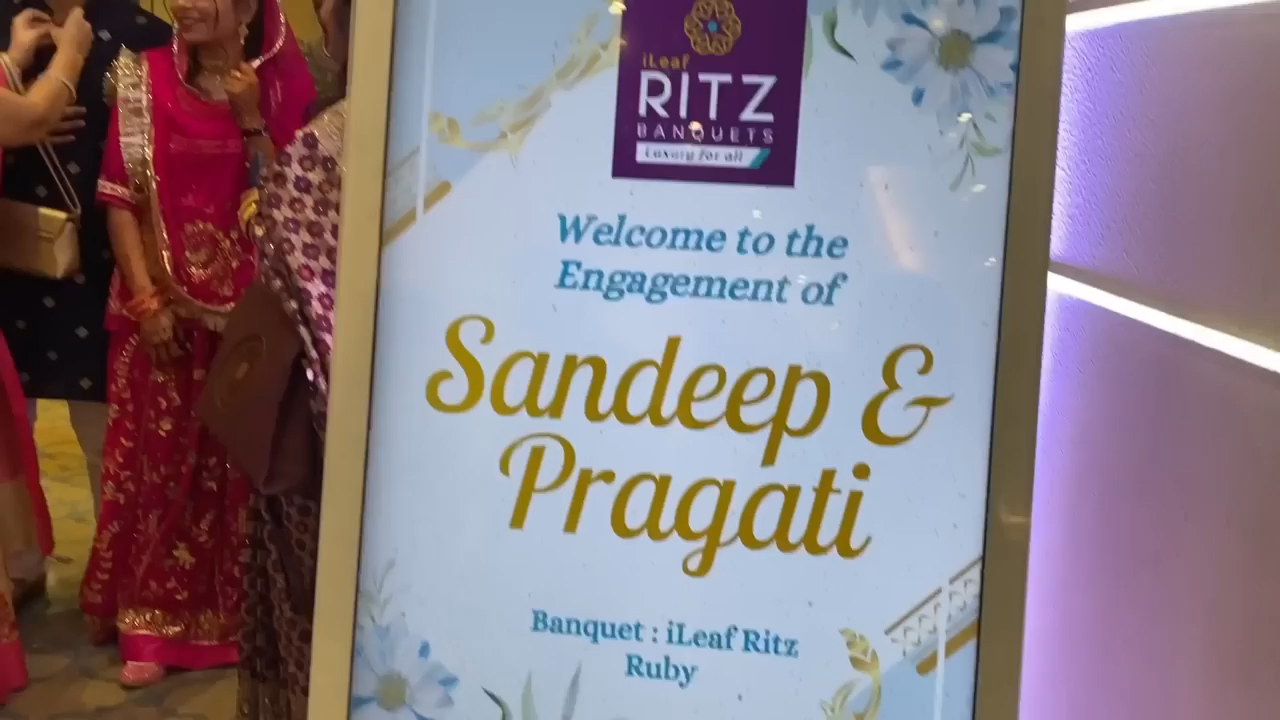 iLeaf
RITZ
BANQUETS
Luxury for all
Welcome to the
Engagement of
Sandeep &
Pragati
Banquet : iLeaf Ritz
Ruby